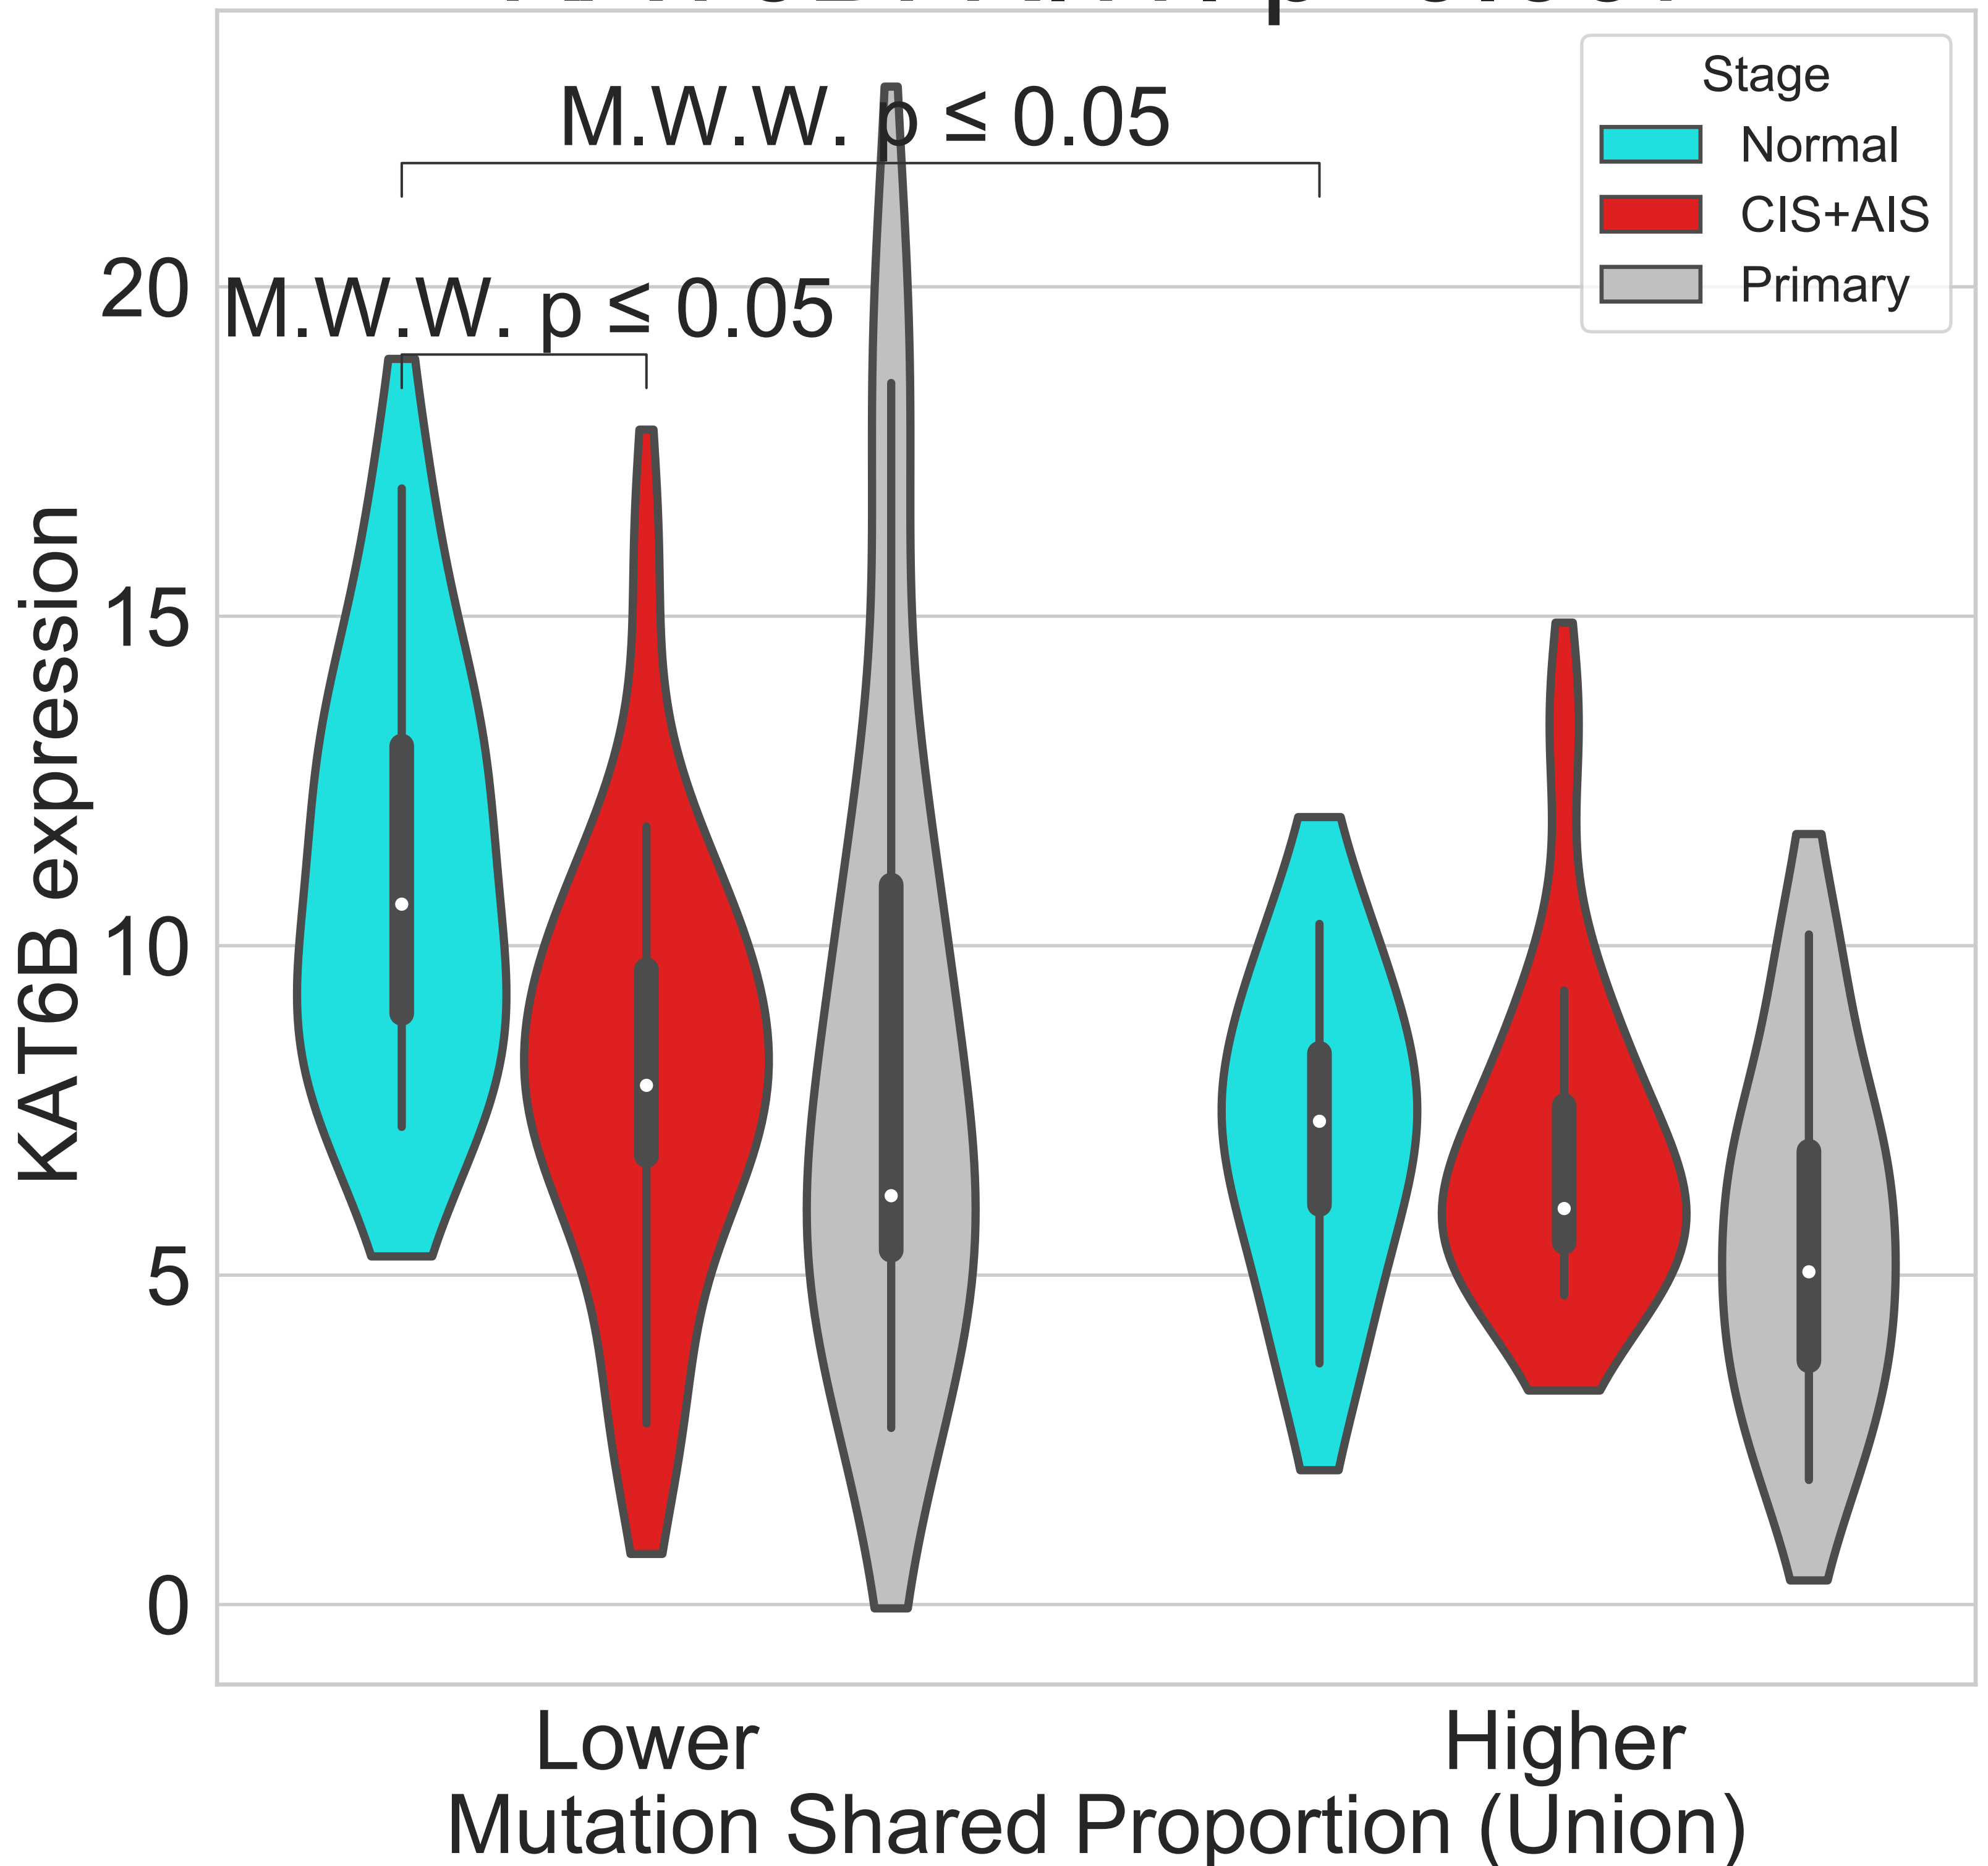 M.W.W. p ≤ 0.05
M.W.W. p ≤ 0.05
Stage
Normal
CIS+AIS
Primary
KAT6B expression
20
15
10
5
0
Lower
Higher
Mutation Shared Proportion (Union)